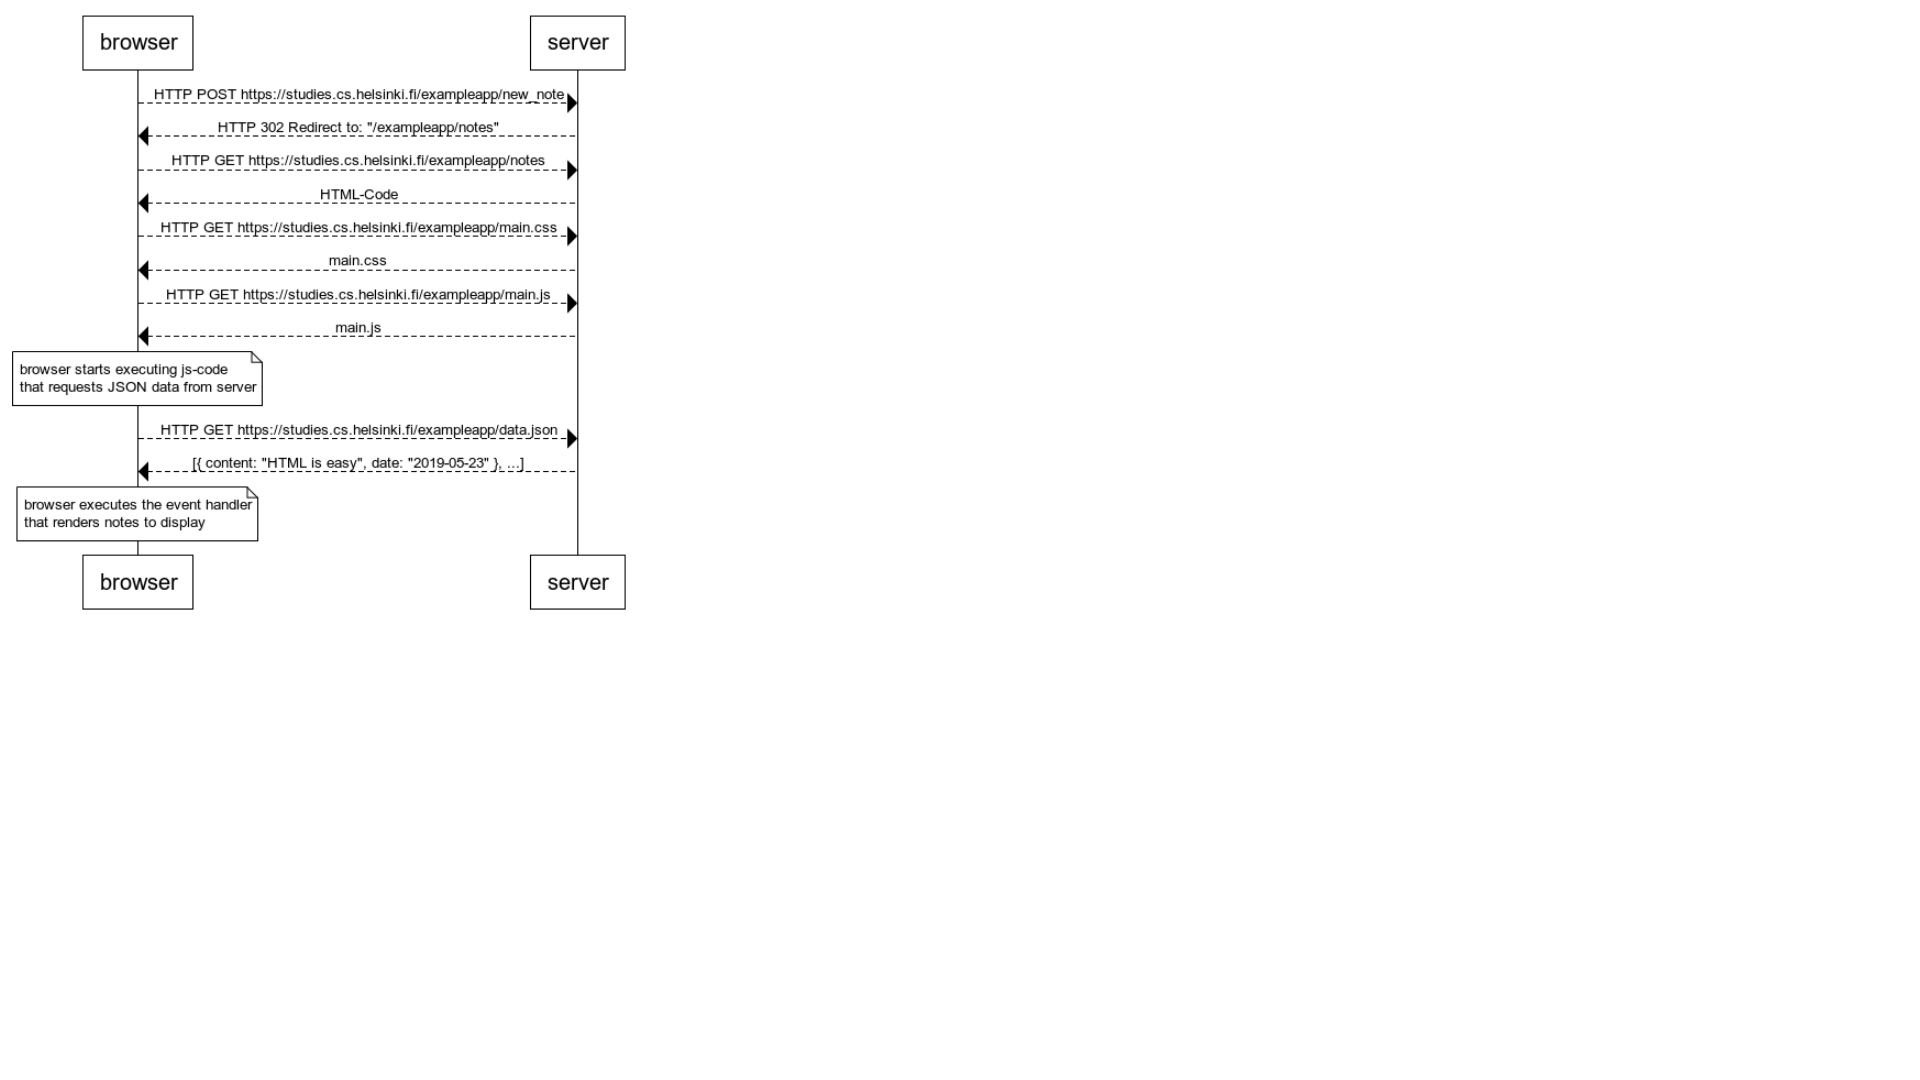 browser
server
HTTP POST https://studies.cs.helsinki.fi/exampleapp/new_note
HTTP 302 Redirect to: "/exampleapp/notes"
HTTP GET https://studies.cs.helsinki.fi/exampleapp/notes
HTML-Code
HTTP GET https://studies.cs.helsinki.fi/exampleapp/main.css
main.css
HTTP GET https://studies.cs.helsinki.fi/exampleapp/main.js
main.js
browser starts executing js-code
that requests JSON data from server
HTTP GET https://studies.cs.helsinki.fi/exampleapp/data.json
[{ content: "HTML is easy", date: "2019-05-23" }, ...]
browser executes the event handler
that renders notes to display
browser
server